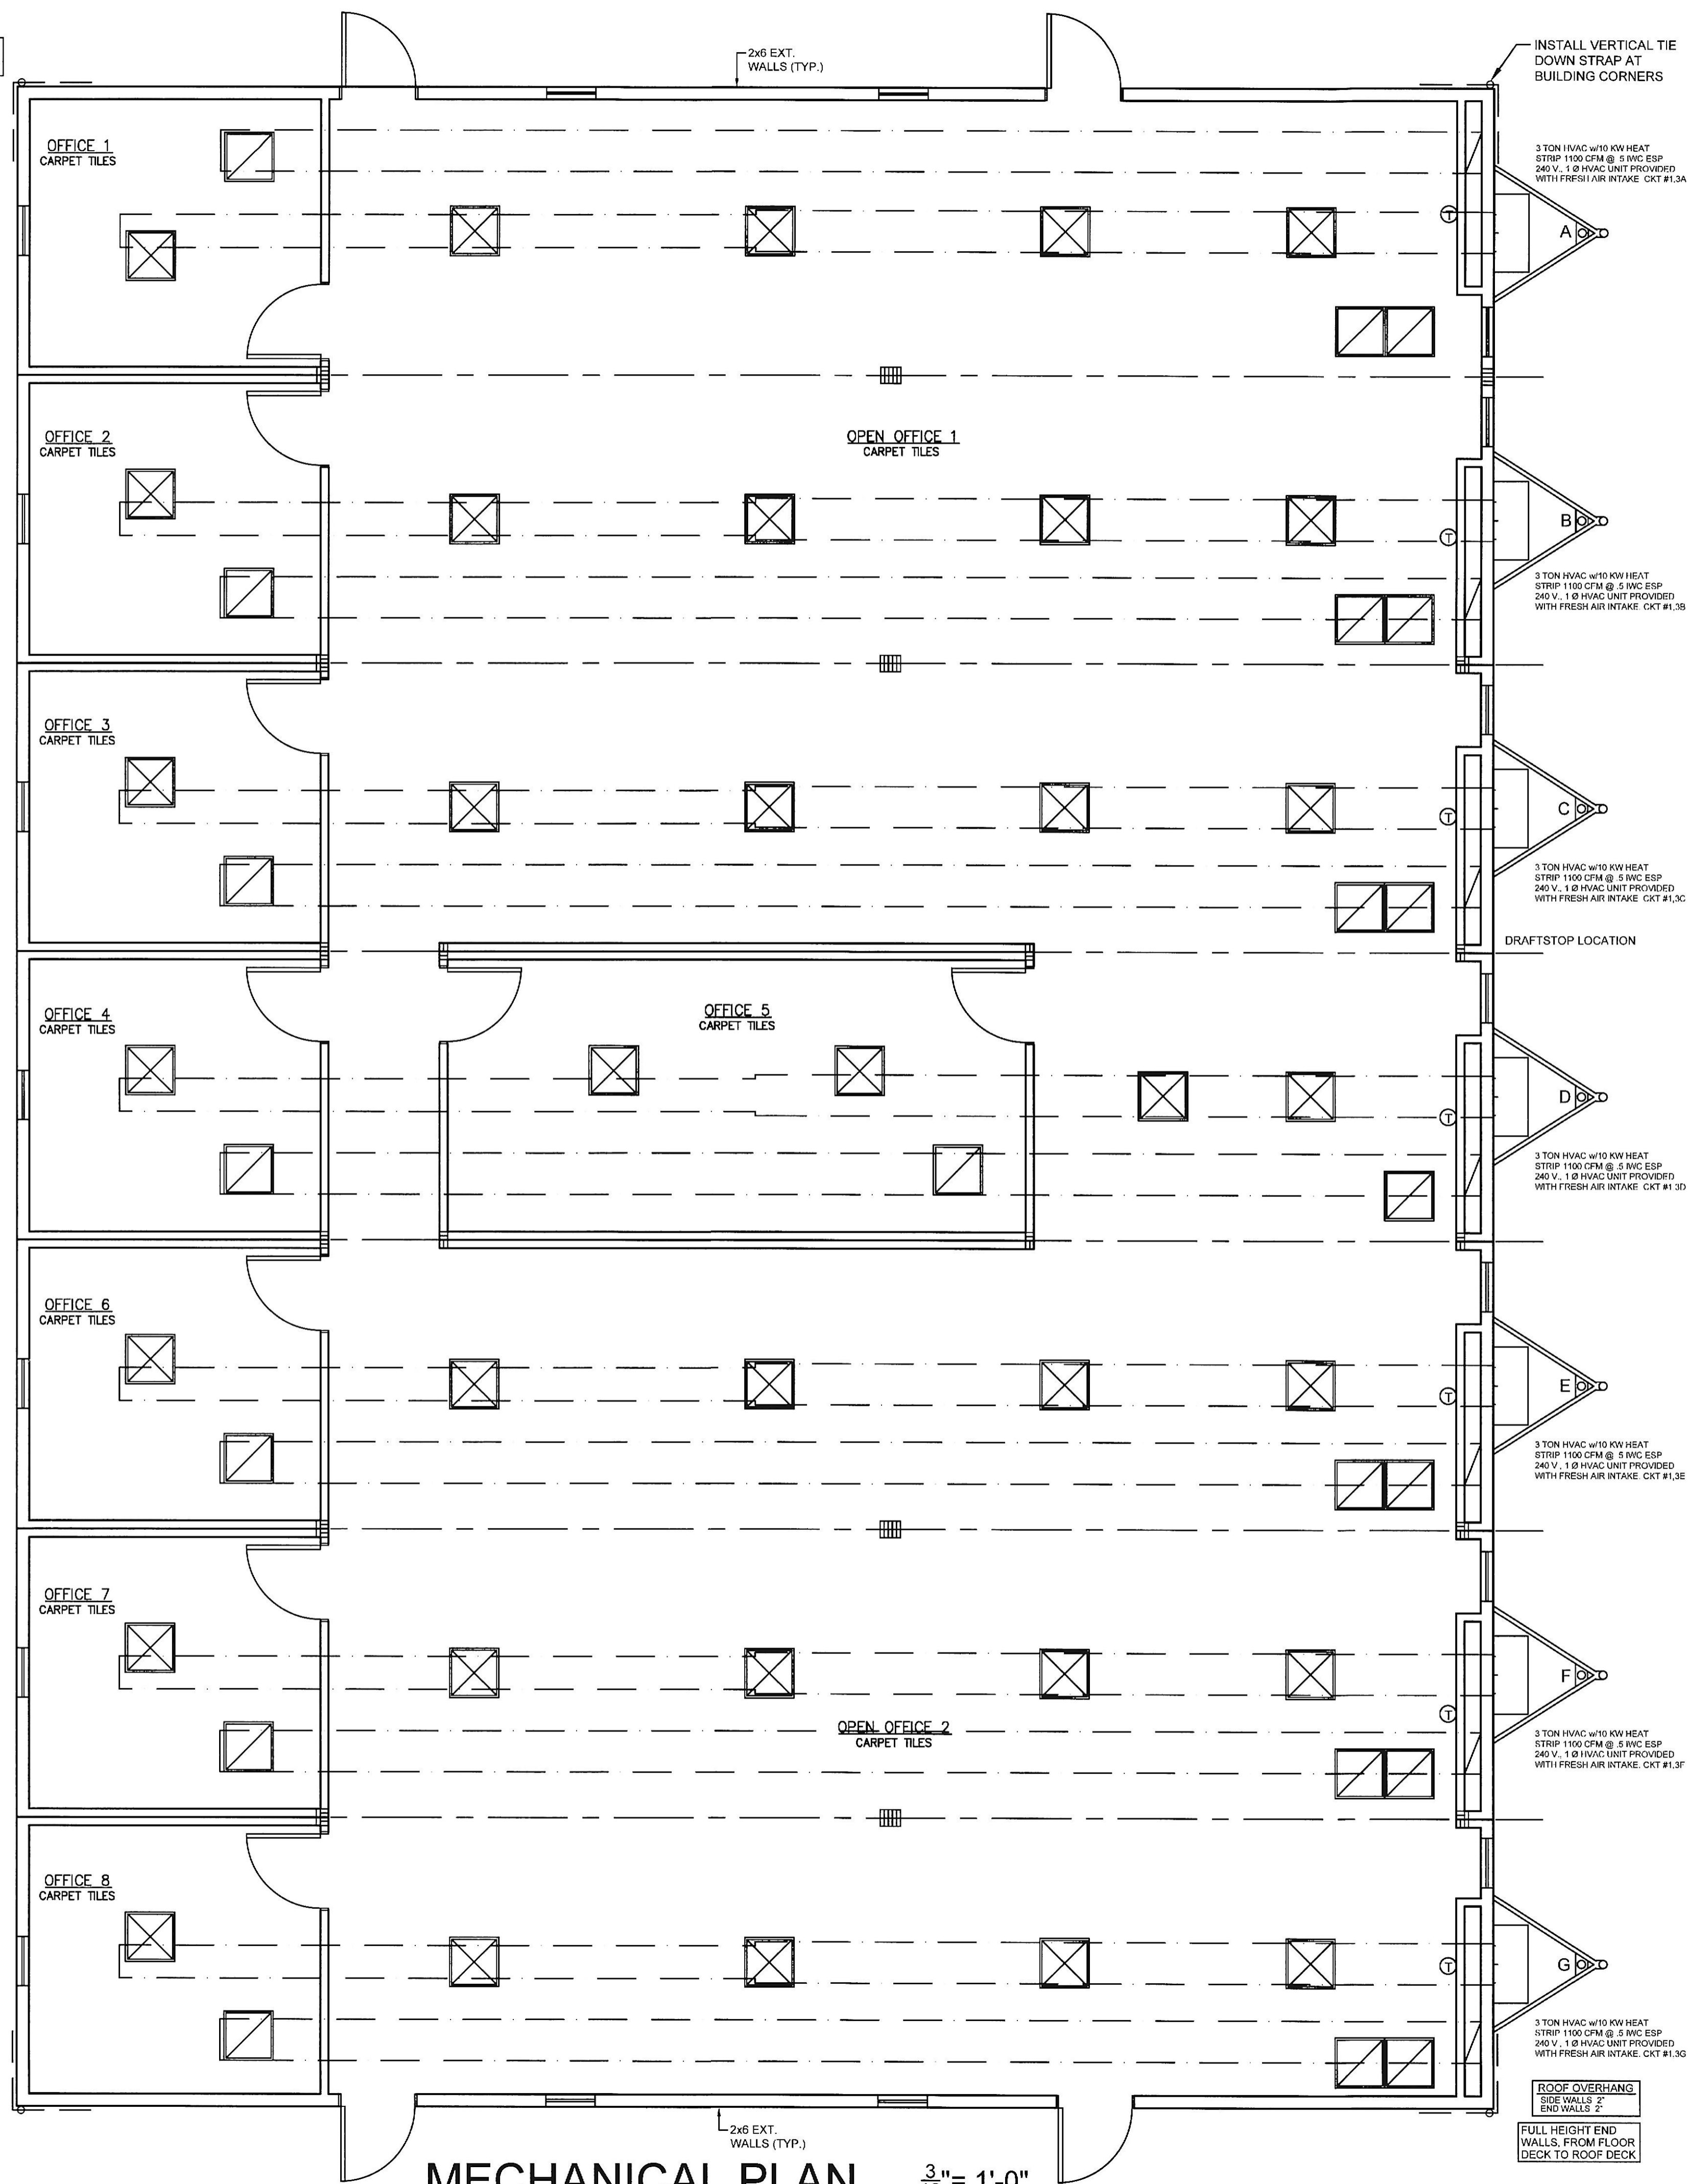 2x6 EXT.
WALLS (TYP.)
INSTALL VERTICAL TIE
DOWN STRAP AT
BUILDING CORNERS
OFFICE 1
CARPET TILES
3 TON HVAC w/10 KW HEAT
STRIP 1100 CFM @ .5 IWC ESP
240 V., 1 Ø HVAC UNIT PROVIDED
WITH FRESH AIR INTAKE. CKT #1,3A
T
A
OFFICE 2
CARPET TILES
OPEN OFFICE 1
CARPET TILES
B
T
3 TON HVAC w/10 KW HEAT
STRIP 1100 CFM @ .5 IWC ESP
240 V., 1 Ø HVAC UNIT PROVIDED
WITH FRESH AIR INTAKE. CKT #1,3B
OFFICE 3
CARPET TILES
C
T
3 TON HVAC w/10 KW HEAT
STRIP 1100 CFM @ .5 IWC ESP
240 V., 1 Ø HVAC UNIT PROVIDED
WITH FRESH AIR INTAKE CKT #1,3C
DRAFTSTOP LOCATION
OFFICE 4
CARPET TILES
OFFICE 5
CARPET TILES
D
T
3 TON HVAC w/10 KW HEAT
STRIP 1100 CFM @ .5 IWC ESP
240 V., 1 Ø HVAC UNIT PROVIDED
WITH FRESH AIR INTAKE CKT #1 3D
OFFICE 6
CARPET TILES
E
T
3 TON HVAC w/10 KW HEAT
STRIP 1100 CFM @ .5 IWC ESP
240 V., 1 Ø HVAC UNIT PROVIDED
WITH FRESH AIR INTAKE. CKT #1,3E
OFFICE 7
CARPET TILES
F
T
OPEN OFFICE 2
CARPET TILES
3 TON HVAC w/10 KW HEAT
STRIP 1100 CFM @ .5 IWC ESP
240 V., 1 Ø HVAC UNIT PROVIDED
WITH FRESH AIR INTAKE. CKT #1,3F
OFFICE 8
CARPET TILES
G
T
3 TON HVAC w/10 KW HEAT
STRIP 1100 CFM @ .5 IWC ESP
240 V., 1 Ø HVAC UNIT PROVIDED
WITH FRESH AIR INTAKE. CKT #1.3G
ROOF OVERHANG
SIDE WALLS 2"
END WALLS 2"
2x6 EXT.
WALLS (TYP.)
FULL HEIGHT END
WALLS, FROM FLOOR
DECK TO ROOF DECK
MECHANICAL PLAN
3 "= 1'-0"